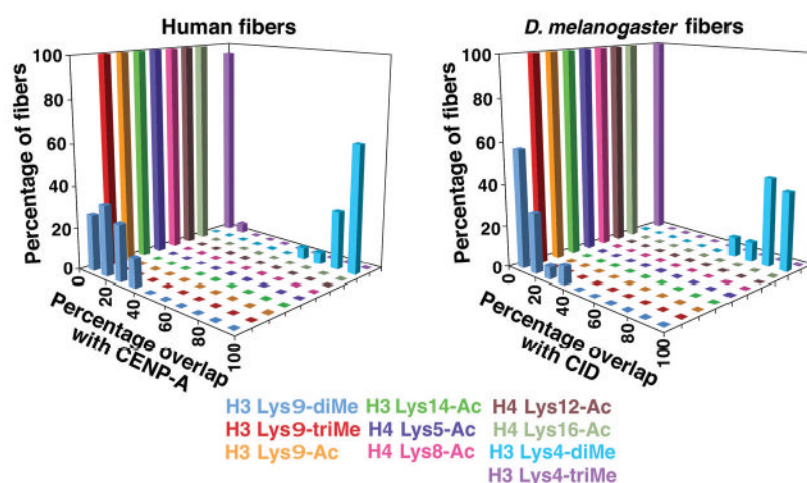 Human fibers
D. melanogaster fibers
Percentage of fibers
100
80
60
40
20
0
0
20
40
60
80
100
Percentage overlap
with CENP-A
Percentage of fibers
100
80
60
40
20
0
0
20
40
60
80
100
Percentage overlap
with CID
H3 Lys9-diMe H3 Lys14-Ac H4 Lys12-Ac
H3 Lys9-triMe H4 Lys5-Ac H4 Lys16-Ac
H3 Lys9-Ac H4 Lys8-Ac H3 Lys4-diMe
H3 Lys4-triMe